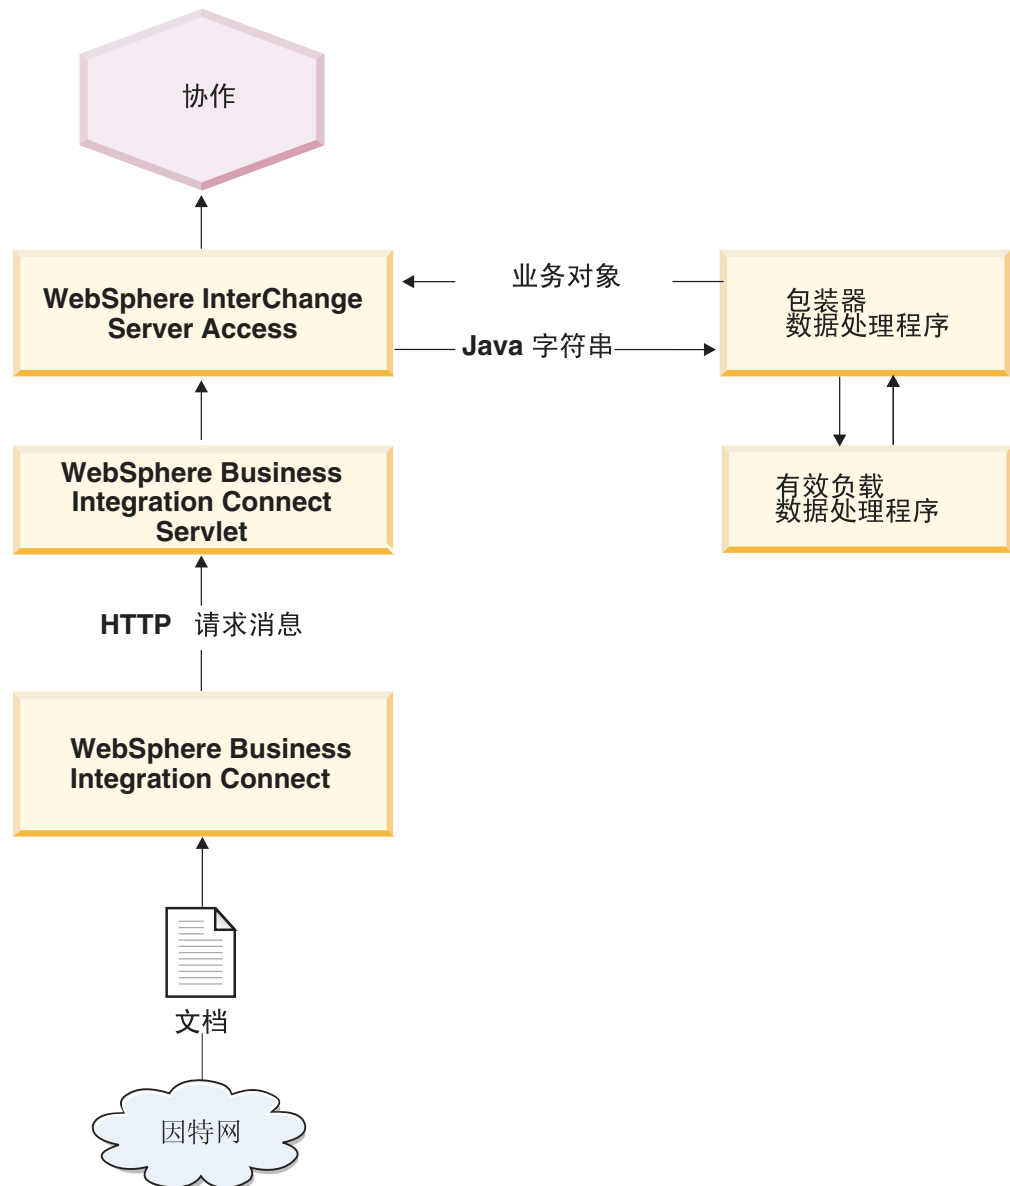 协作
WebSphere InterChange
Server Access
业务对象
Java 字符串
包装器
数据处理程序
WebSphere Business
Integration Connect
Servlet
有效负载
数据处理程序
HTTP 请求消息
WebSphere Business
Integration Connect
文档
因特网